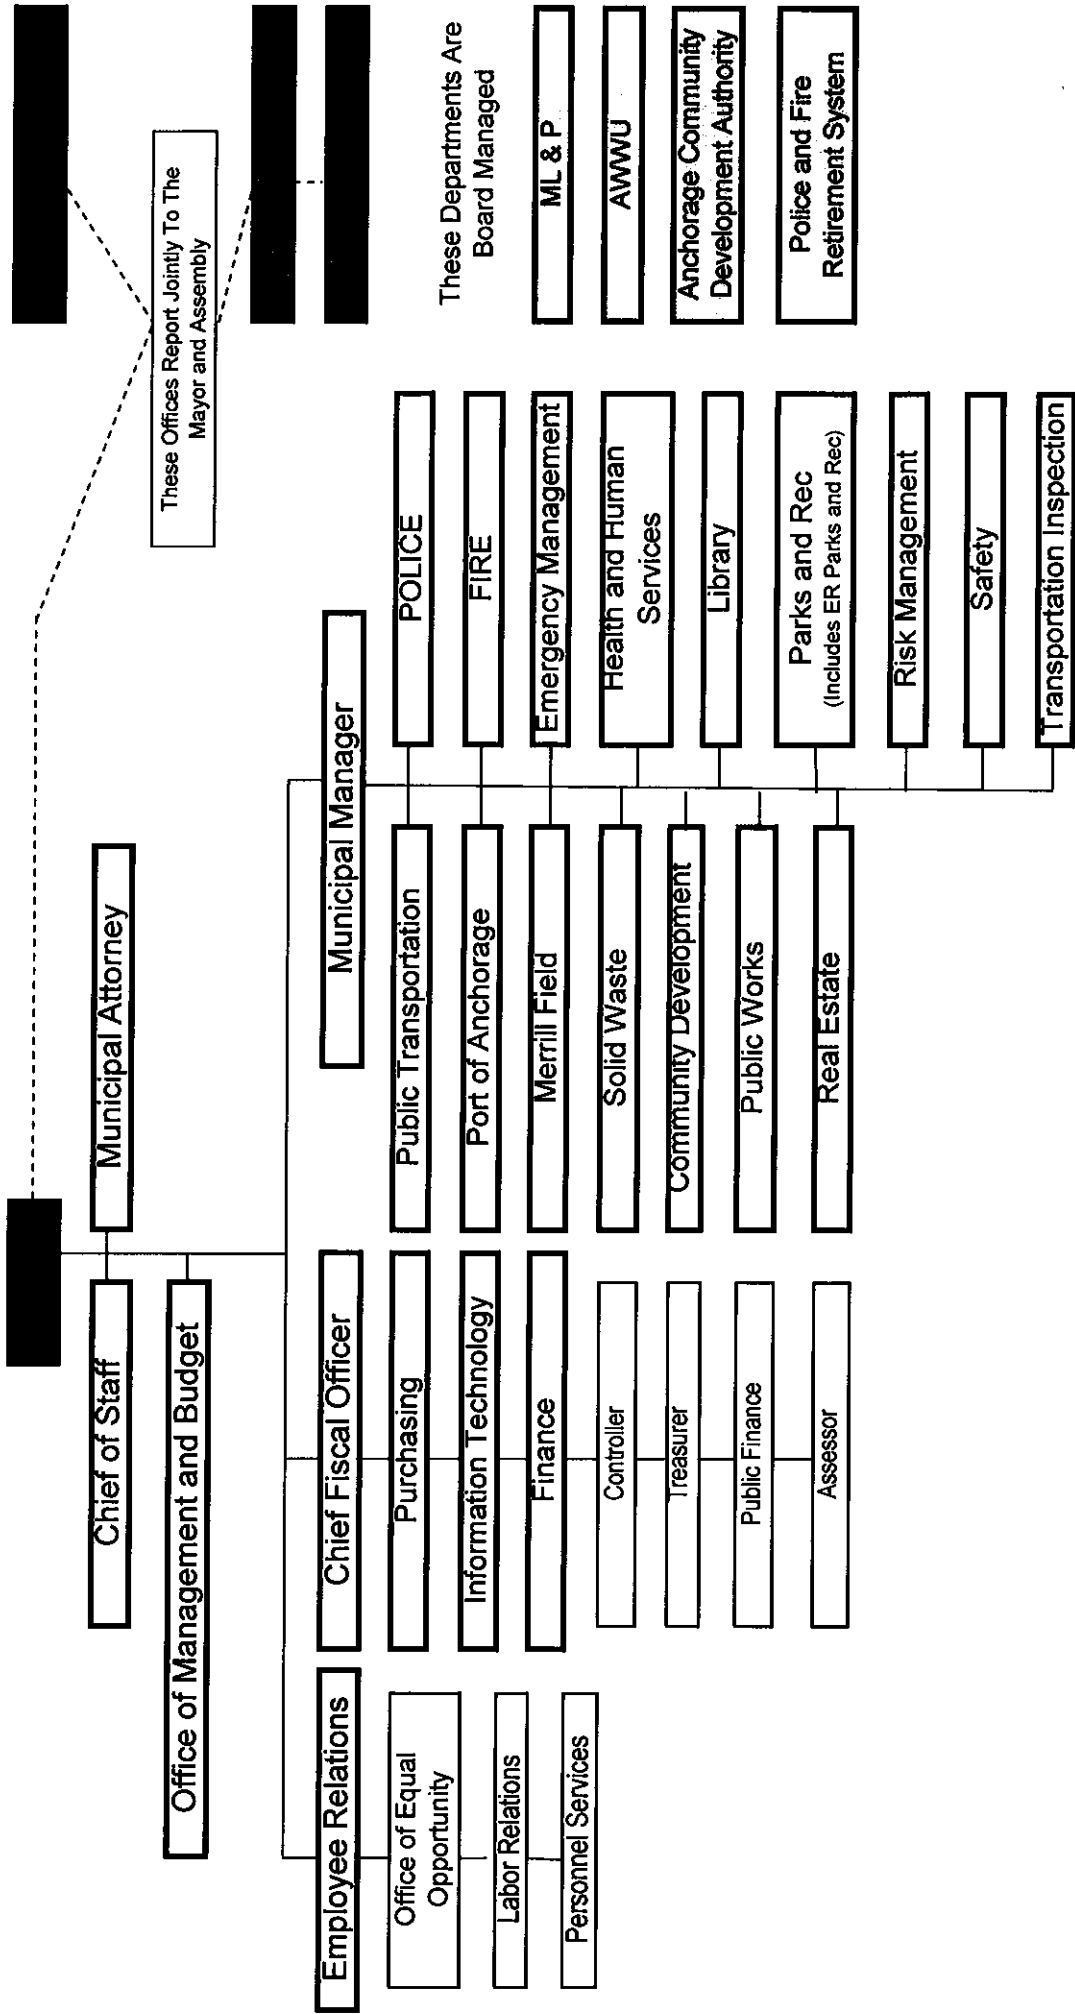 These Offices Report Jointly To The
Mayor and Assembly
Chief of Staff
Municipal Attorney
Office of Management and Budget
Employee Relations
Chief Fiscal Officer
Municipal Manager
Office of Equal
Opportunity
Labor Relations
Personnel Services
Purchasing
Information Technology
Finance
Controller
Treasurer
Public Finance
Assessor
Public Transportation
Port of Anchorage
Merrill Field
Solid Waste
Community Development
Public Works
Real Estate
POLICE
FIRE
Emergency Management
Health and Human
Services
Library
Parks and Rec
(Includes ER Parks and Rec)
Risk Management
Safety
Transportation Inspection
These Departments Are
Board Managed
ML & P
AWWU
Anchorage Community
Development Authority
Police and Fire
Retirement System